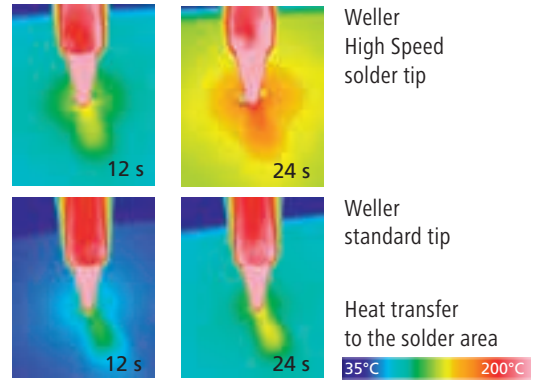 Weller
High Speed
solder tip
12 s
24 s
Weller
standard tip
12 s
24 s
Heat transfer
to the solder area
35°C
200°C